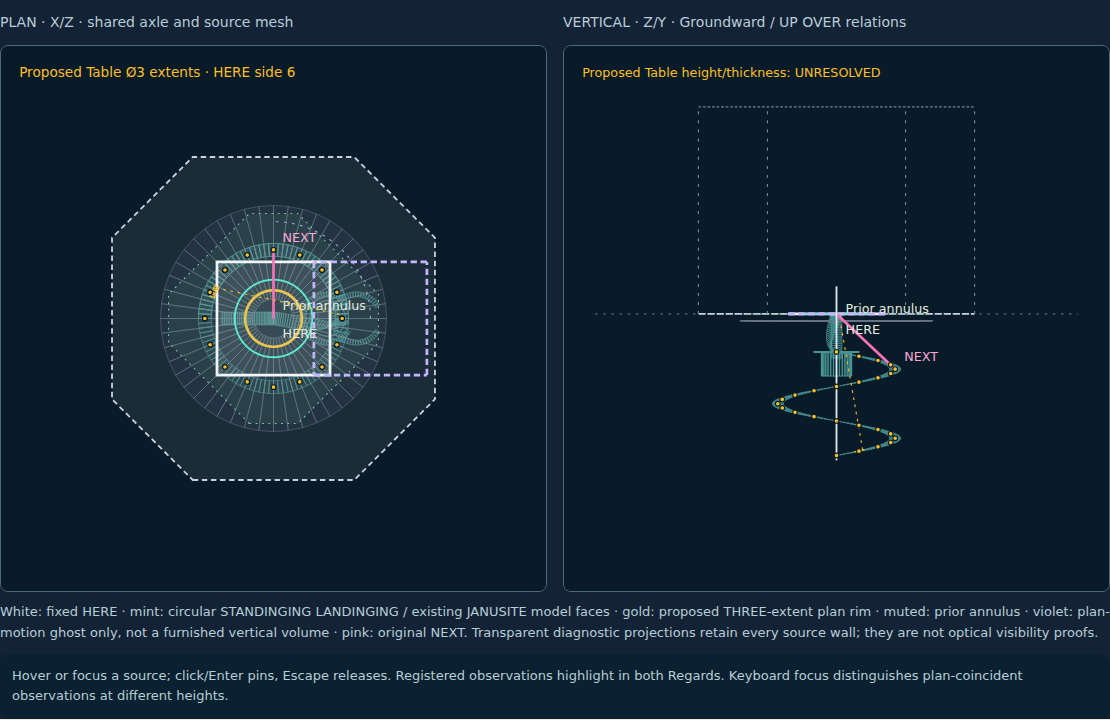 PLAN · X/Z · shared axle and source mesh
VERTICAL · Z/Y · Groundward / UP OVER relations
Proposed Table Ø3 extents · HERE side 6
Proposed Table height/thickness: UNRESOLVED
NEXT
Prior annulus
HERE
Prior annulus
HERE
NEXT
White: fixed HERE · mint: circular STANDING LANDINGING / existing JANUSITE model faces · gold: proposed THREE-extent plan rim · muted: prior annulus · violet: plan-
motion ghost only, not a furnished vertical volume · pink: original NEXT. Transparent diagnostic projections retain every source wall; they are not optical visibility proofs.
Hover or focus a source; click/Enter pins, Escape releases. Registered observations highlight in both Regards. Keyboard focus distinguishes plan-coincident
observations at different heights.